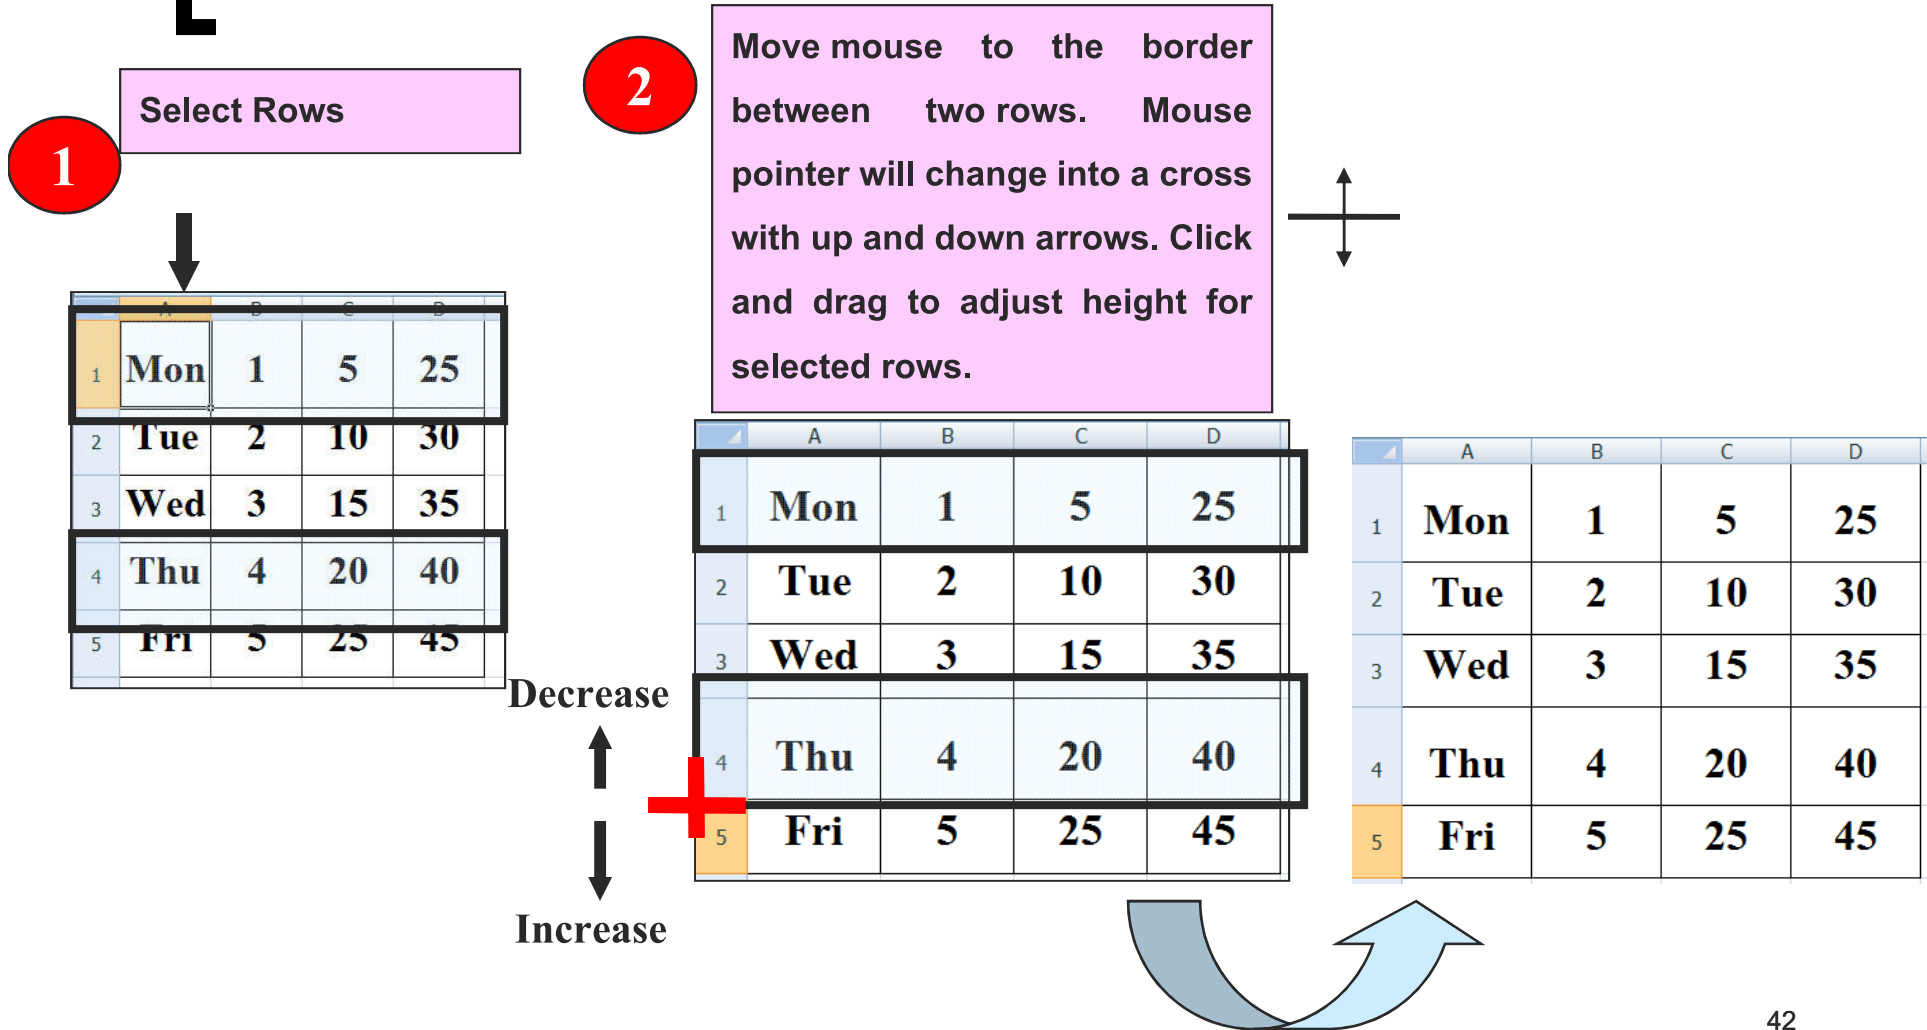 1
Select Rows
A B C D
1 Mon 1 5 25
2 Tue 2 10 30
3 Wed 3 15 35
4 Thu 4 20 40
5 Fri 5 25 45
2
Move mouse to the border
between two rows. Mouse
pointer will change into a cross
with up and down arrows. Click
and drag to adjust height for
selected rows.
Decrease
Increase
A B C D
1 Mon 1 5 25
2 Tue 2 10 30
3 Wed 3 15 35
4 Thu 4 20 40
5 Fri 5 25 45
A B C D
1 Mon 1 5 25
2 Tue 2 10 30
3 Wed 3 15 35
4 Thu 4 20 40
5 Fri 5 25 45
42